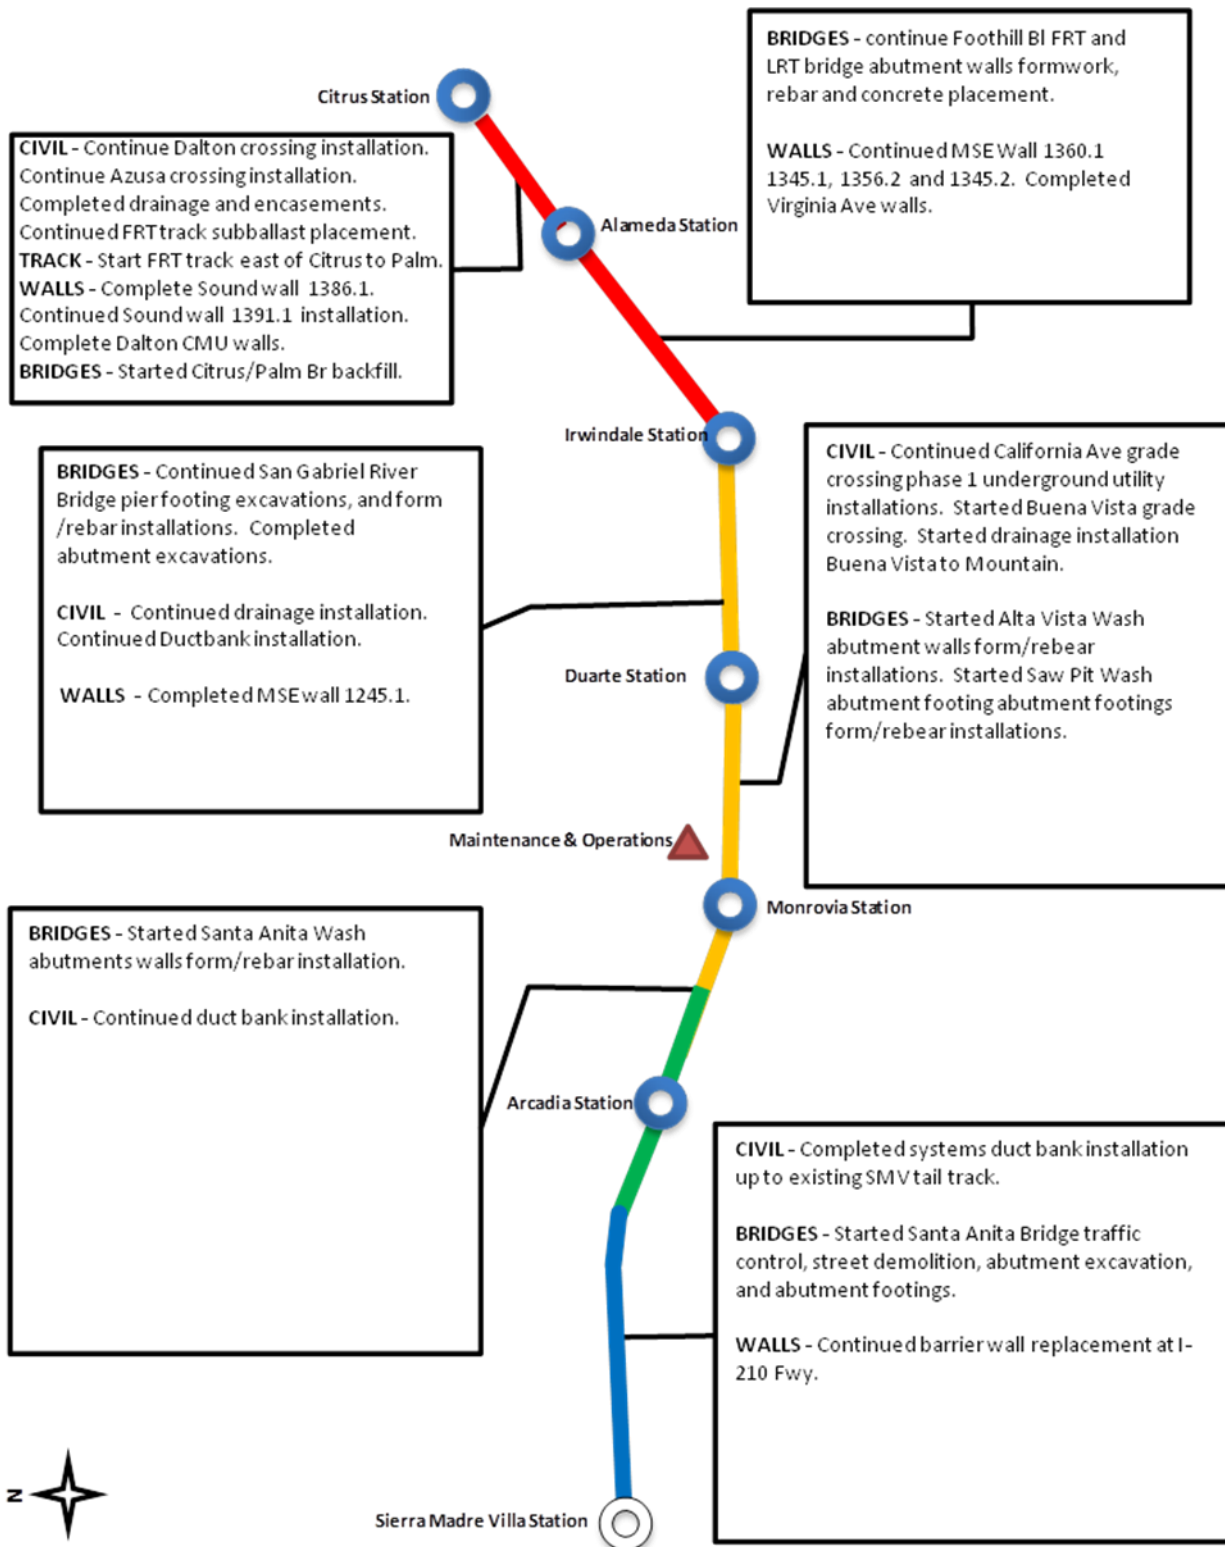 Citrus Station
CIVIL - Continue Dalton crossing installation.
Continue Azusa crossing installation.
Completed drainage and encasements.
Continued FRT track subballast placement.
TRACK - Start FRT track east of Citrus to Palm.
WALLS - Complete Sound wall 1386.1.
Continued Sound wall 1391.1 installation.
Complete Dalton CMU walls.
BRIDGES - Started Citrus/Palm Br backfill.
BRIDGES - continue Foothill Bl FRT and
LRT bridge abutment walls formwork,
rebar and concrete placement.
WALLS - Continued MSE Wall 1360.1
1345.1, 1356.2 and 1345.2. Completed
Virginia Ave walls.
Alameda Station
Irwindale Station
BRIDGES - Continued San Gabriel River
Bridge pier footing excavations, and form
/rebar installations. Completed
abutment excavations.
CIVIL - Continued drainage installation.
Continued Ductbank installation.
WALLS - Completed MSE wall 1245.1.
CIVIL - Continued California Ave grade
crossing phase 1 underground utility
installations. Started Buena Vista grade
crossing. Started drainage installation
Buena Vista to Mountain.
BRIDGES - Started Alta Vista Wash
abutment walls form/rebear
installations. Started Saw Pit Wash
abutment footing abutment footings
form/rebear installations.
Duarte Station
Maintenance & Operations
Monrovia Station
BRIDGES - Started Santa Anita Wash
abutments walls form/rebar installation.
CIVIL - Continued duct bank installation.
Arcadia Station
CIVIL - Completed systems duct bank installation
up to existing SMV tail track.
BRIDGES - Started Santa Anita Bridge traffic
control, street demolition, abutment excavation,
and abutment footings.
WALLS - Continued barrier wall replacement at I-
210 Fwy.
N
Sierra Madre Villa Station